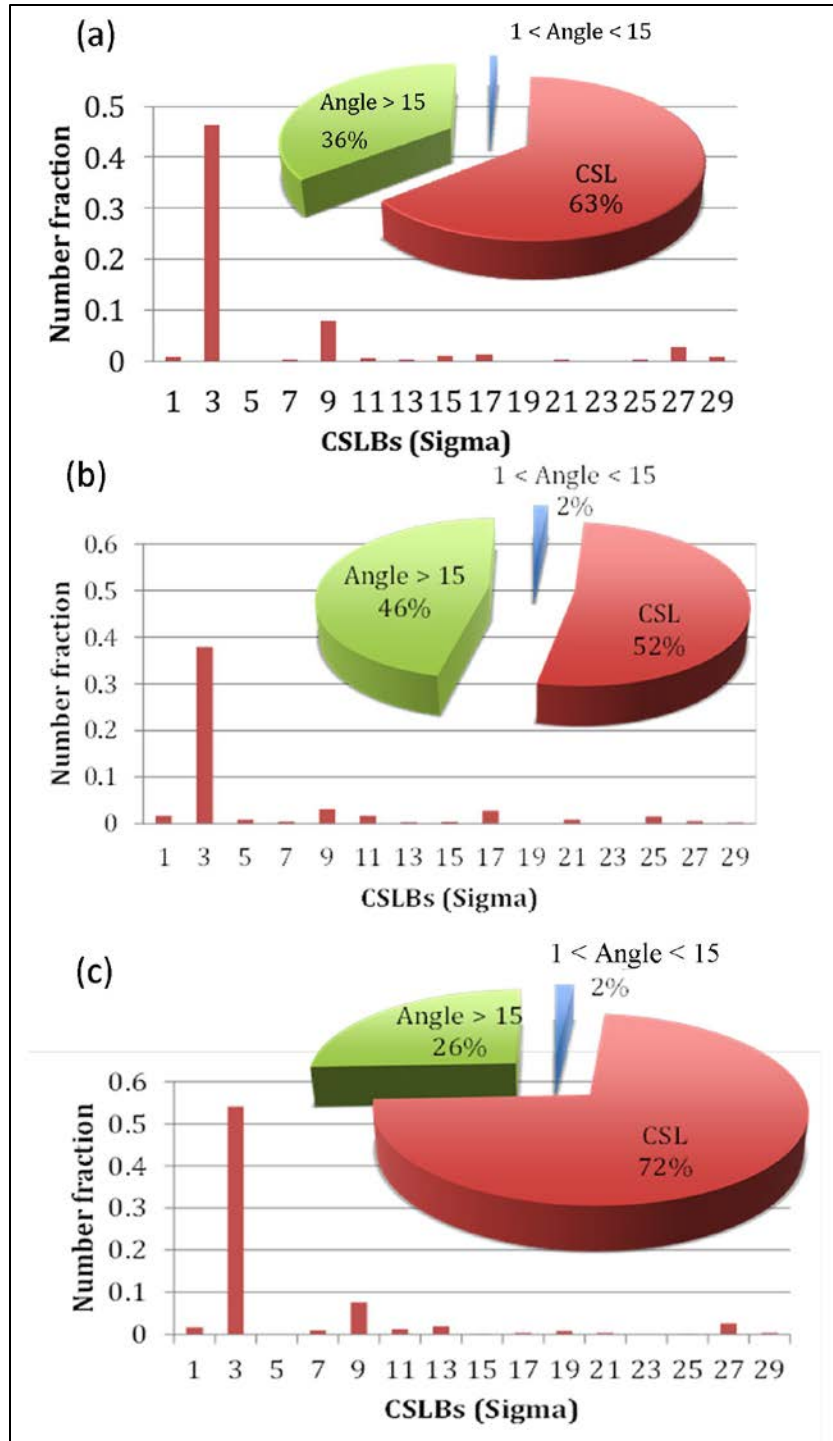 (a)
1 < Angle < 15
Angle > 15
36%
CSL
63%
Number fraction
0.5
0.4
0.3
0.2
0.1
0
1 3 5 7 9 11 13 15 17 19 21 23 25 27 29
CSLBs (Sigma)
(b)
1 < Angle < 15
2%
Angle > 15
46%
CSL
52%
Number fraction
0.6
0.5
0.4
0.3
0.2
0.1
0
1 3 5 7 9 11 13 15 17 19 21 23 25 27 29
CSLBs (Sigma)
(c)
1 < Angle < 15
2%
Angle > 15
26%
CSL
72%
Number fraction
0.6
0.5
0.4
0.3
0.2
0.1
0
1 3 5 7 9 11 13 15 17 19 21 23 25 27 29
CSLBs (Sigma)